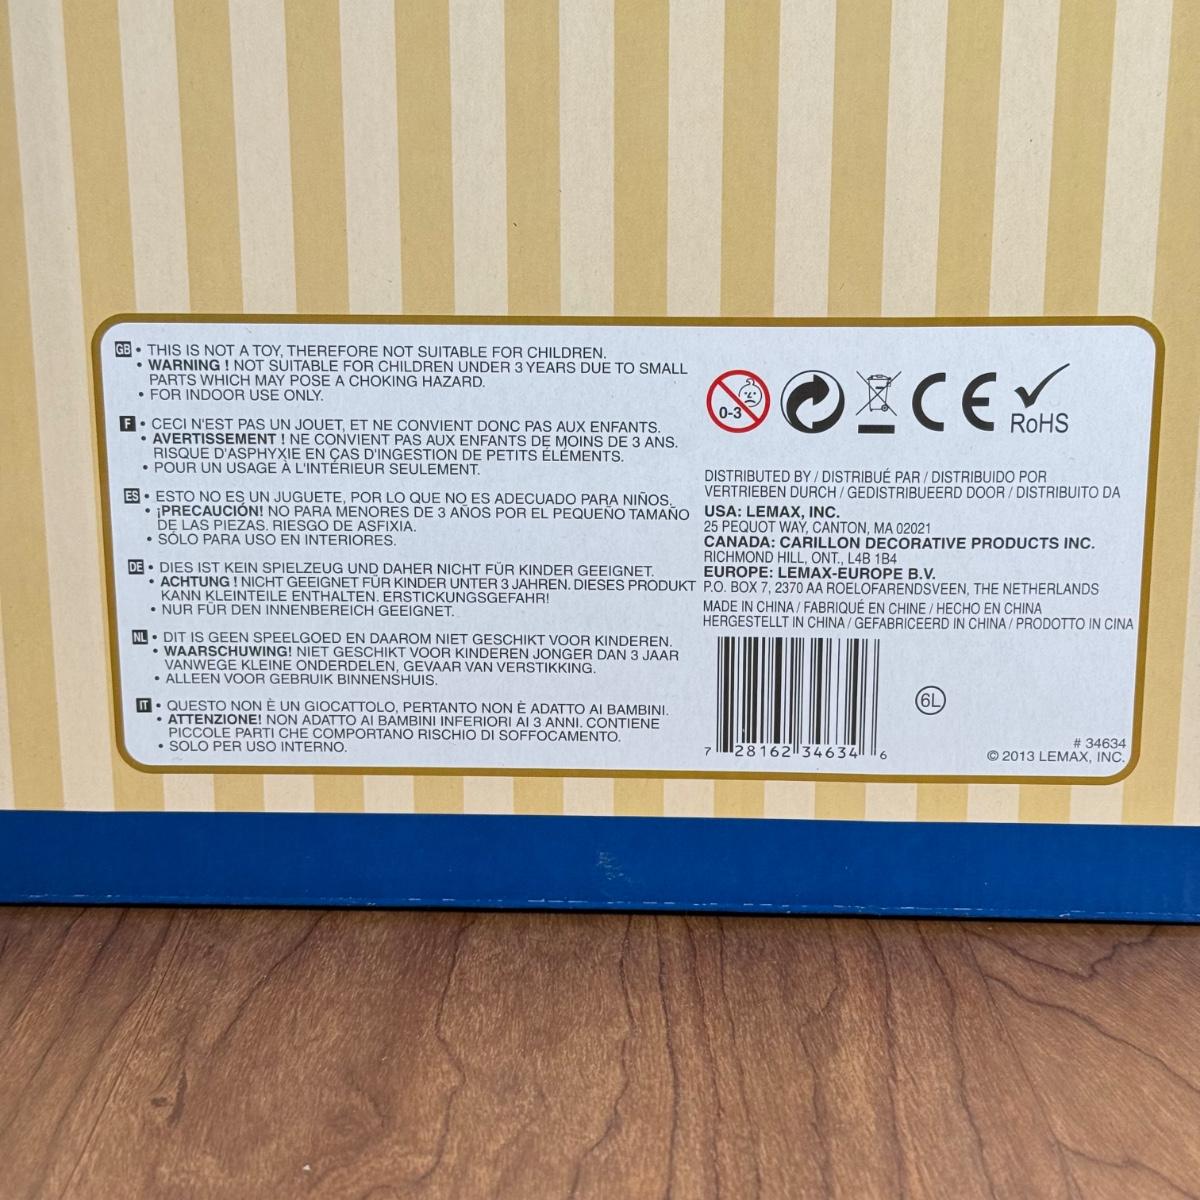 GB • THIS IS NOT A TOY, THEREFORE NOT SUITABLE FOR CHILDREN.
• WARNING ! NOT SUITABLE FOR CHILDREN UNDER 3 YEARS DUE TO SMALL
PARTS WHICH MAY POSE A CHOKING HAZARD.
• FOR INDOOR USE ONLY.
F • CECI N'EST PAS UN JOUET, ET NE CONVIENT DONC PAS AUX ENFANTS.
• AVERTISSEMENT ! NE CONVIENT PAS AUX ENFANTS DE MOINS DE 3 ANS.
RISQUE D'ASPHYXIE EN ÇAS D'INGESTION DE PETITS ÉLÉMENTS.
• POUR UN USAGE À L'INTÉRIEUR SEULEMENT.
ES • ESTO NO ES UN JUGUETE, POR LO QUE NO ES ADECUADO PARA NIÑOS.
• ¡PRECAUCIÓN! NO PARA MENORES DE 3 AÑOS POR EL PEQUEÑO TAMAÑO
DE LAS PIEZAS. RIESGO DE ASFIXIA.
• SÓLO PARA USO EN INTERIORES.
DE • DIES IST KEIN SPIELZEUG UND DAHER NICHT FÜR KINDER GEEIGNET.
• ACHTUNG ! NICHT GEEIGNET FÜR KINDER UNTER 3 JAHREN. DIESES PRODUKT
KANN KLEINTEILE ENTHALTEN. ERSTICKUNGSGEFAHR!
• NUR FÜR DEN INNENBEREICH GEEIGNET.
NL • DIT IS GEEN SPEELGOED EN DAAROM NIET GESCHIKT VOOR KINDEREN.
• WAARSCHUWING! NIET GESCHIKT VOOR KINDEREN JONGER DAN 3 JAAR
VANWEGE KLEINE ONDERDELEN, GEVAAR VAN VERSTIKKING.
• ALLEEN VOOR GEBRUIK BINNENSHUIS.
IT • QUESTO NON È UN GIOCATTOLO, PERTANTO NON È ADATTO AI BAMBINI.
• ATTENZIONE! NON ADATTO AI BAMBINI INFERIORI AI 3 ANNI. CONTIENE
PICCOLE PARTI CHE COMPORTANO RISCHIO DI SOFFOCAMENTO.
• SOLO PER USO INTERNO.
0-3
CE
RoHS
DISTRIBUTED BY / DISTRIBUÉ PAR / DISTRIBUIDO POR
VERTRIEBEN DURCH / GEDISTRIBUEERD DOOR / DISTRIBUITO DA
USA: LEMAX, INC.
25 PEQUOT WAY, CANTON, MA 02021
CANADA: CARILLON DECORATIVE PRODUCTS INC.
RICHMOND HILL, ONT., L4B 1B4
EUROPE: LEMAX-EUROPE B.V.
P.O. BOX 7, 2370 AA ROELOFARENDSVEEN, THE NETHERLANDS
MADE IN CHINA / FABRIQUÉ EN CHINE / HECHO EN CHINA
HERGESTELLT IN CHINA / GEFABRICEERD IN CHINA / PRODOTTO IN CINA
6L
7 28162 34634 6
# 34634
© 2013 LEMAX, INC.